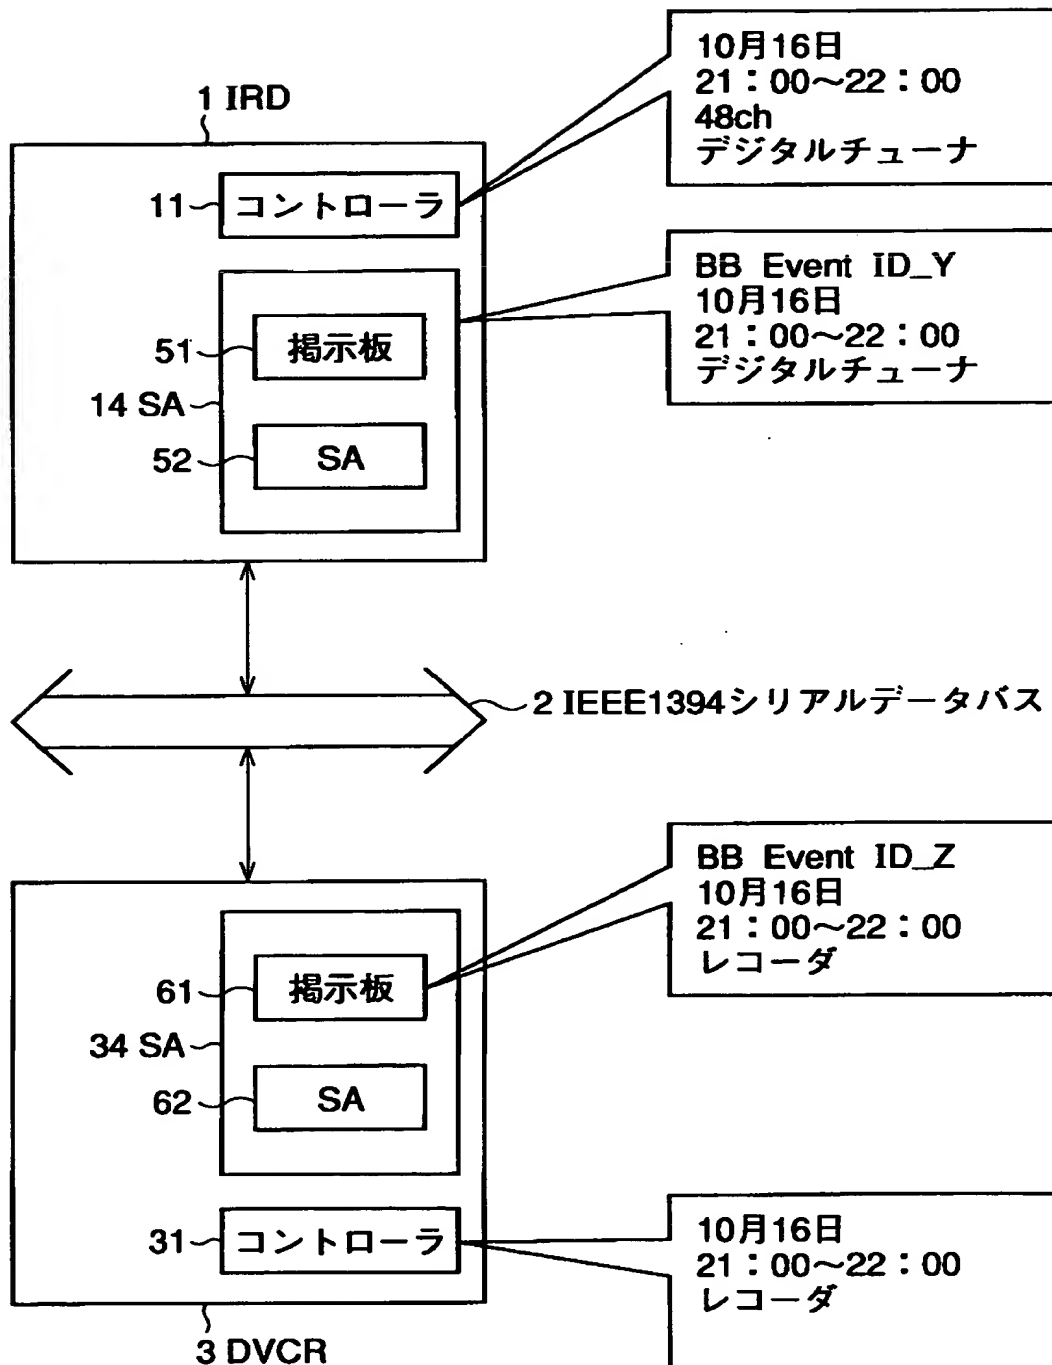 10月16日
21：00～22：00
48ch
デジタルチューナ
1 IRD
11
コントローラ
BB Event ID_Y
10月16日
21：00～22：00
デジタルチューナ
51
掲示板
14 SA
52
SA
2 IEEE1394シリアルデータバス
BB Event ID_Z
10月16日
21：00～22：00
レコーダ
61
掲示板
34 SA
62
SA
31
コントローラ
10月16日
21：00～22：00
レコーダ
3 DVCR